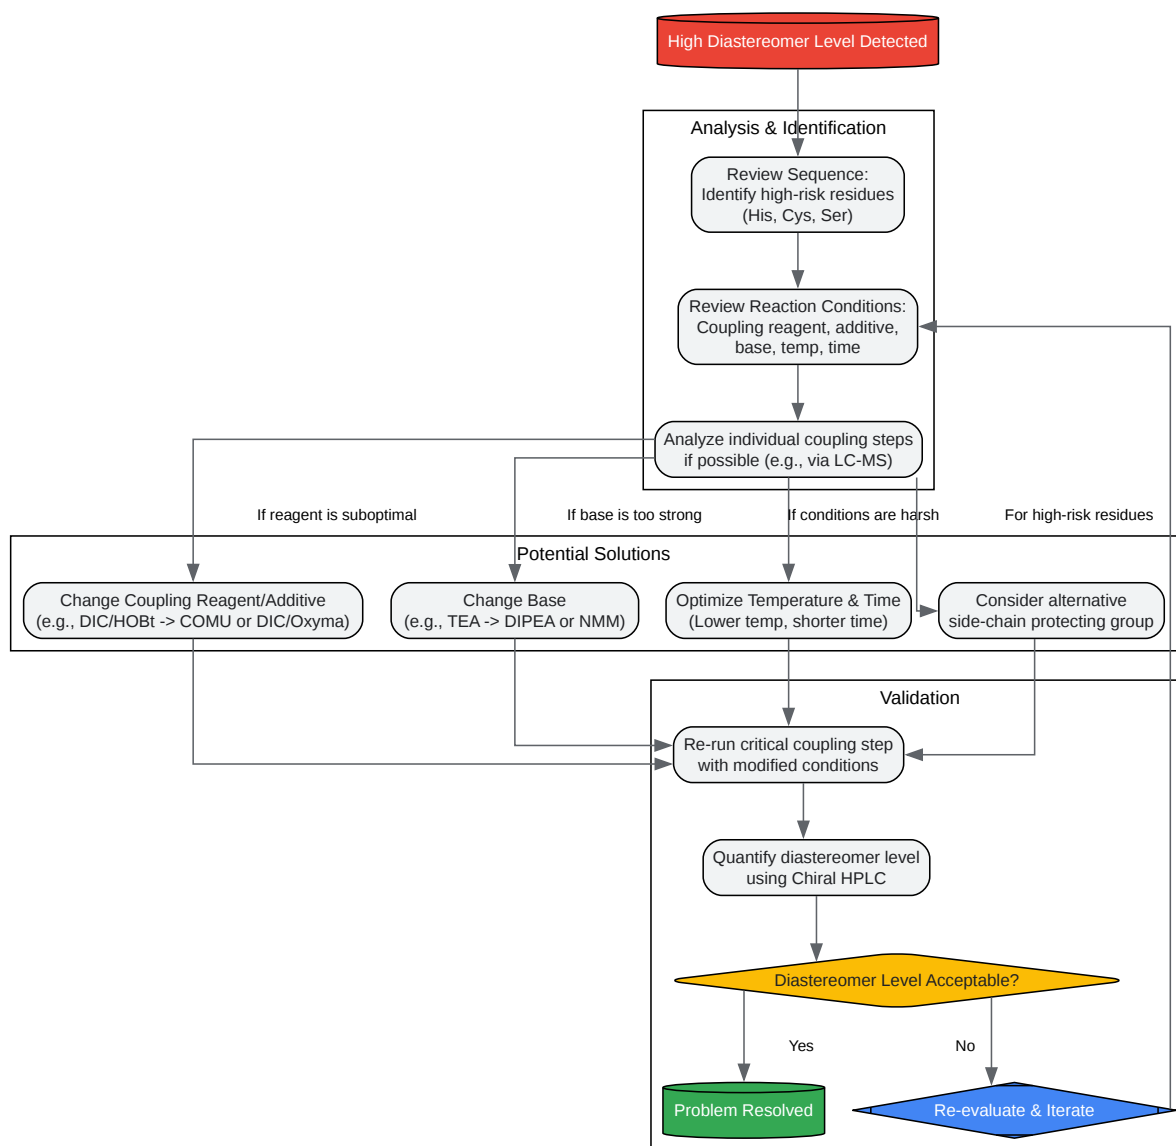 High Diastereomer Level Detected
Analysis & Identification
Review Sequence:
Identify high-risk residues
(His, Cys, Ser)
Review Reaction Conditions:
Coupling reagent, additive,
base, temp, time
Analyze individual coupling steps
if possible (e.g., via LC-MS)
If reagent is suboptimal
If base is too strong
If conditions are harsh
For high-risk residues
Potential Solutions
Change Coupling Reagent/Additive
(e.g., DIC/HOBt -> COMU or DIC/Oxyma)
Change Base
(e.g., TEA -> DIPEA or NMM)
Optimize Temperature & Time
(Lower temp, shorter time)
Consider alternative
side-chain protecting group
Validation
Re-run critical coupling step
with modified conditions
Quantify diastereomer level
using Chiral HPLC
Diastereomer Level Acceptable?
Yes
No
Problem Resolved
Re-evaluate & Iterate